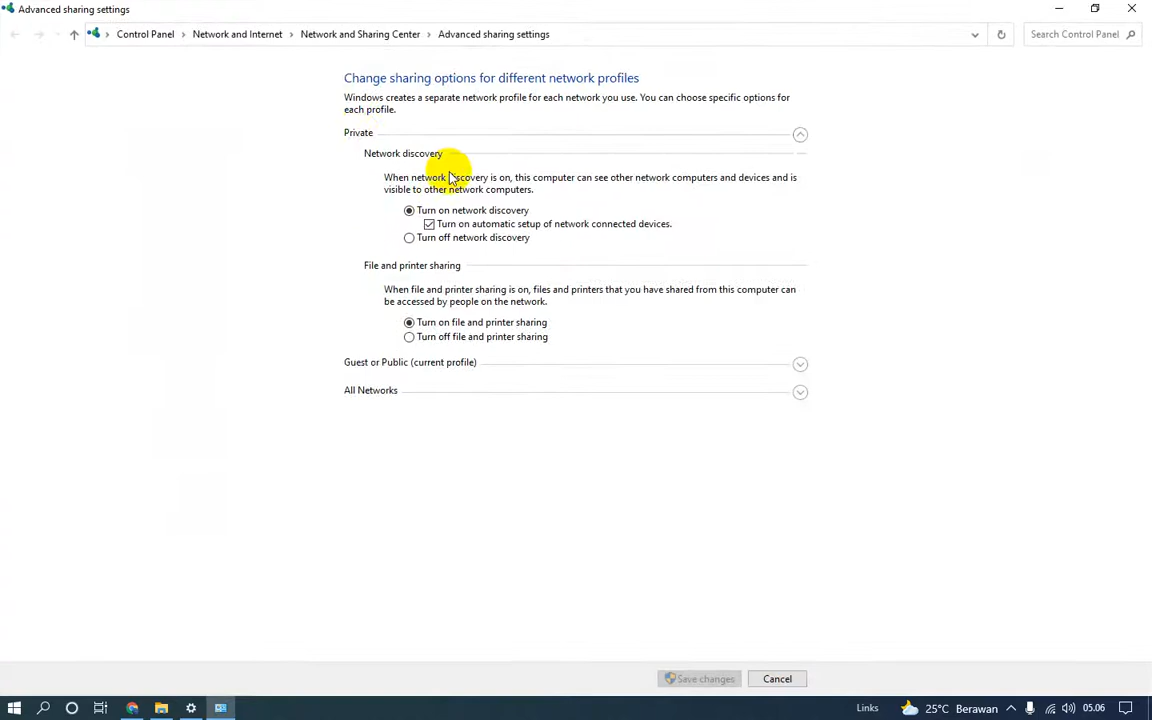 Advanced sharing settings
Control Panel > Network and Internet > Network and Sharing Center > Advanced sharing settings
Search Control Panel
Change sharing options for different network profiles
Windows creates a separate network profile for each network you use. You can choose specific options for
each profile.
Private
Network discovery
When network discovery is on, this computer can see other network computers and devices and is
visible to other network computers.
Turn on network discovery
Turn on automatic setup of network connected devices.
Turn off network discovery
File and printer sharing
When file and printer sharing is on, files and printers that you have shared from this computer can
be accessed by people on the network.
Turn on file and printer sharing
Turn off file and printer sharing
Guest or Public (current profile)
All Networks
Save changes
Cancel
Links
25°C Berawan
05.06